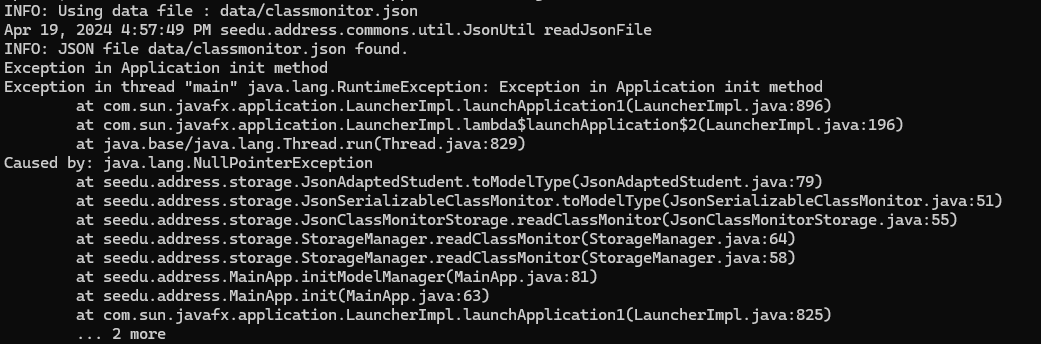 INFO: Using data file : data/classmonitor.json
Apr 19, 2024 4:57:49 PM seedu.address.commons.util.JsonUtil readJsonFile
INFO: JSON file data/classmonitor.json found.
Exception in Application init method
Exception in thread "main" java.lang.RuntimeException: Exception in Application init method
at com.sun.javafx.application.LauncherImpl.launchApplication1(LauncherImpl.java:896)
at com.sun.javafx.application.LauncherImpl.lambda$launchApplication$2(LauncherImpl.java:196)
at java.base/java.lang.Thread.run(Thread.java:829)
Caused by: java.lang.NullPointerException
at seedu.address.storage.JsonAdaptedStudent.toModelType(JsonAdaptedStudent.java:79)
at seedu.address.storage.JsonSerializableClassMonitor.toModelType(JsonSerializableClassMonitor.java:51)
at seedu.address.storage.JsonClassMonitorStorage.readClassMonitor(JsonClassMonitorStorage.java:55)
at seedu.address.storage.StorageManager.readClassMonitor(StorageManager.java:64)
at seedu.address.storage.StorageManager.readClassMonitor(StorageManager.java:58)
at seedu.address.MainApp.initModelManager(MainApp.java:81)
at seedu.address.MainApp.init(MainApp.java:63)
at com.sun.javafx.application.LauncherImpl.launchApplication1(LauncherImpl.java:825)
... 2 more